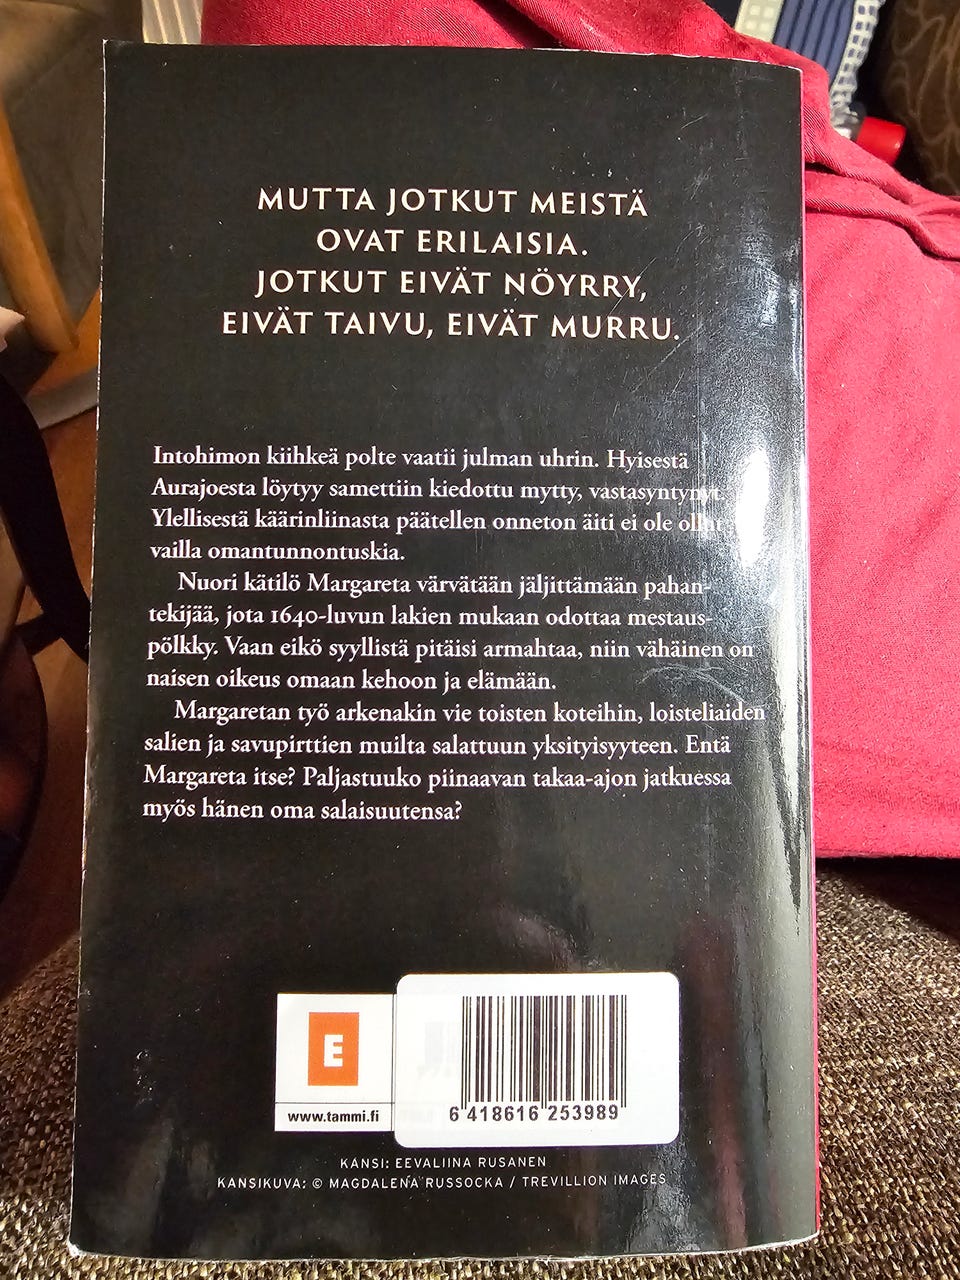 MUTTA JOTKUT MEISTÄ
OVAT ERILAISIA.
JOTKUT EIVÄT NÖYRRY,
EIVÄT TAIVU, EIVÄT MURRU.
Intohimon kiihkeä polte vaatii julman uhrin. Hyisestä
Aurajoesta löytyy samettiin kiedottu mytty, vastasyntynyt.
Ylellisestä käärinliinasta päätellen onneton äiti ei ole ollut
vailla omantunnontuskia.
Nuori kätilö Margareta värvätään jäljittämään pahan-
tekijää, jota 1640-luvun lakien mukaan odottaa mestaus-
pölkky. Vaan eikö syyllistä pitäisi armahtaa, niin vähäinen on
naisen oikeus omaan kehoon ja elämään.
Margaretan työ arkenakin vie toisten koteihin, loisteliaiden
salien ja savupirttien muilta salattuun yksityisyyteen. Entä
Margareta itse? Paljastuuko piinaavan takaa-ajon jatkuessa
myös hänen oma salaisuutensa?
E
www.tammi.fi
6 418616 253989
KANSI: EEVALIINA RUSANEN
KANSIKUVA: © MAGDALENA RUSSOCKA / TREVILLION IMAGES